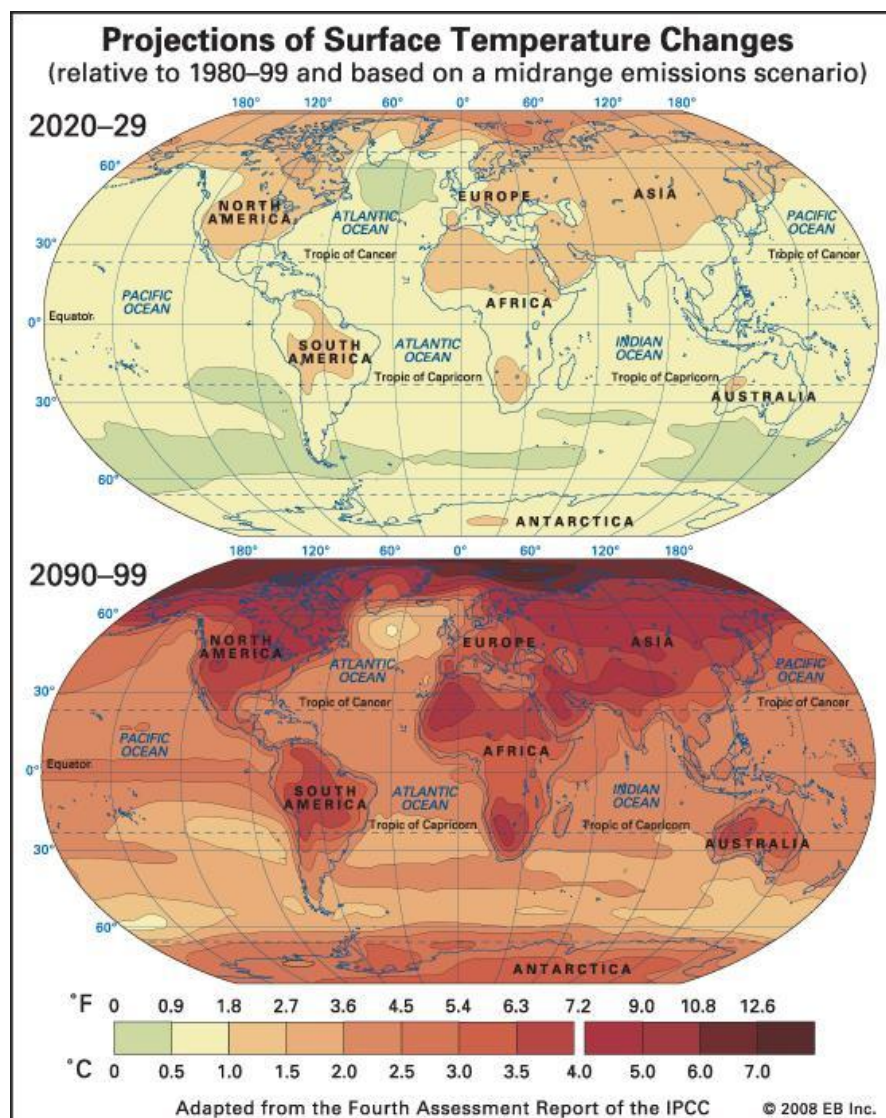 Projections of Surface Temperature Changes
(relative to 1980–99 and based on a midrange emissions scenario)
2020–29
180° 120° 60° 0° 60° 120° 180°
60°
NORTH
AMERICA
ATLANTIC
OCEAN
EUROPE
ASIA
PACIFIC
OCEAN
30°
Tropic of Cancer
Tropic of Cancer
PACIFIC
OCEAN
AFRICA
Equator
0°
SOUTH
AMERICA
ATLANTIC
OCEAN
INDIAN
OCEAN
Tropic of Capricorn
Tropic of Capricorn
AUSTRALIA
30°
60°
ANTARCTICA
2090–99
180° 120° 60° 0° 60° 120° 180°
60°
NORTH
AMERICA
ATLANTIC
OCEAN
EUROPE
ASIA
PACIFIC
OCEAN
30°
Tropic of Cancer
Tropic of Cancer
PACIFIC
OCEAN
AFRICA
Equator
0°
SOUTH
AMERICA
ATLANTIC
OCEAN
INDIAN
OCEAN
Tropic of Capricorn
Tropic of Capricorn
AUSTRALIA
30°
60°
ANTARCTICA
°F 0 0.9 1.8 2.7 3.6 4.5 5.4 6.3 7.2 9.0 10.8 12.6
°C 0 0.5 1.0 1.5 2.0 2.5 3.0 3.5 4.0 5.0 6.0 7.0
Adapted from the Fourth Assessment Report of the IPCC © 2008 EB Inc.